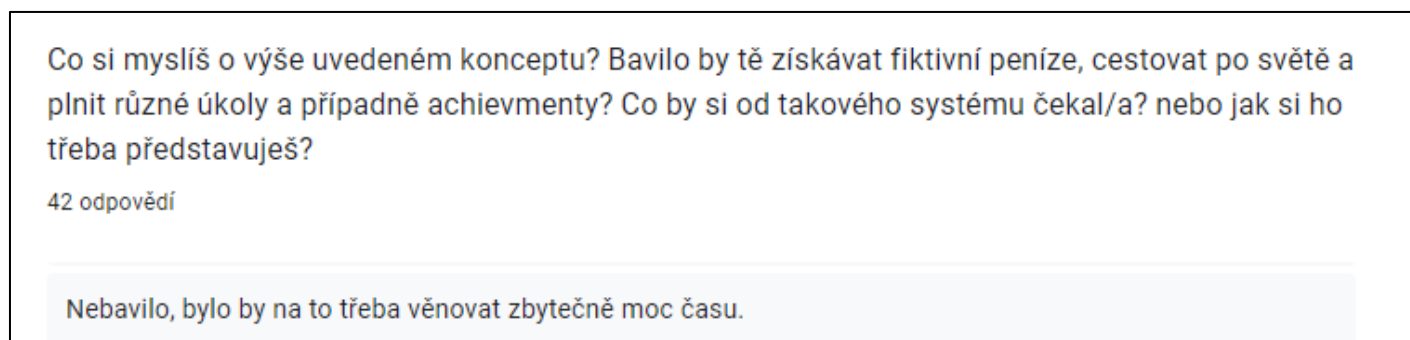 Co si myslíš o výše uvedeném konceptu? Bavilo by tě získávat fiktivní peníze, cestovat po světě a
plnit různé úkoly a případně achievmenty? Co by si od takového systému čekal/a? nebo jak si ho
třeba představuješ?
42 odpovědí
Nebavilo, bylo by na to třeba věnovat zbytečně moc času.